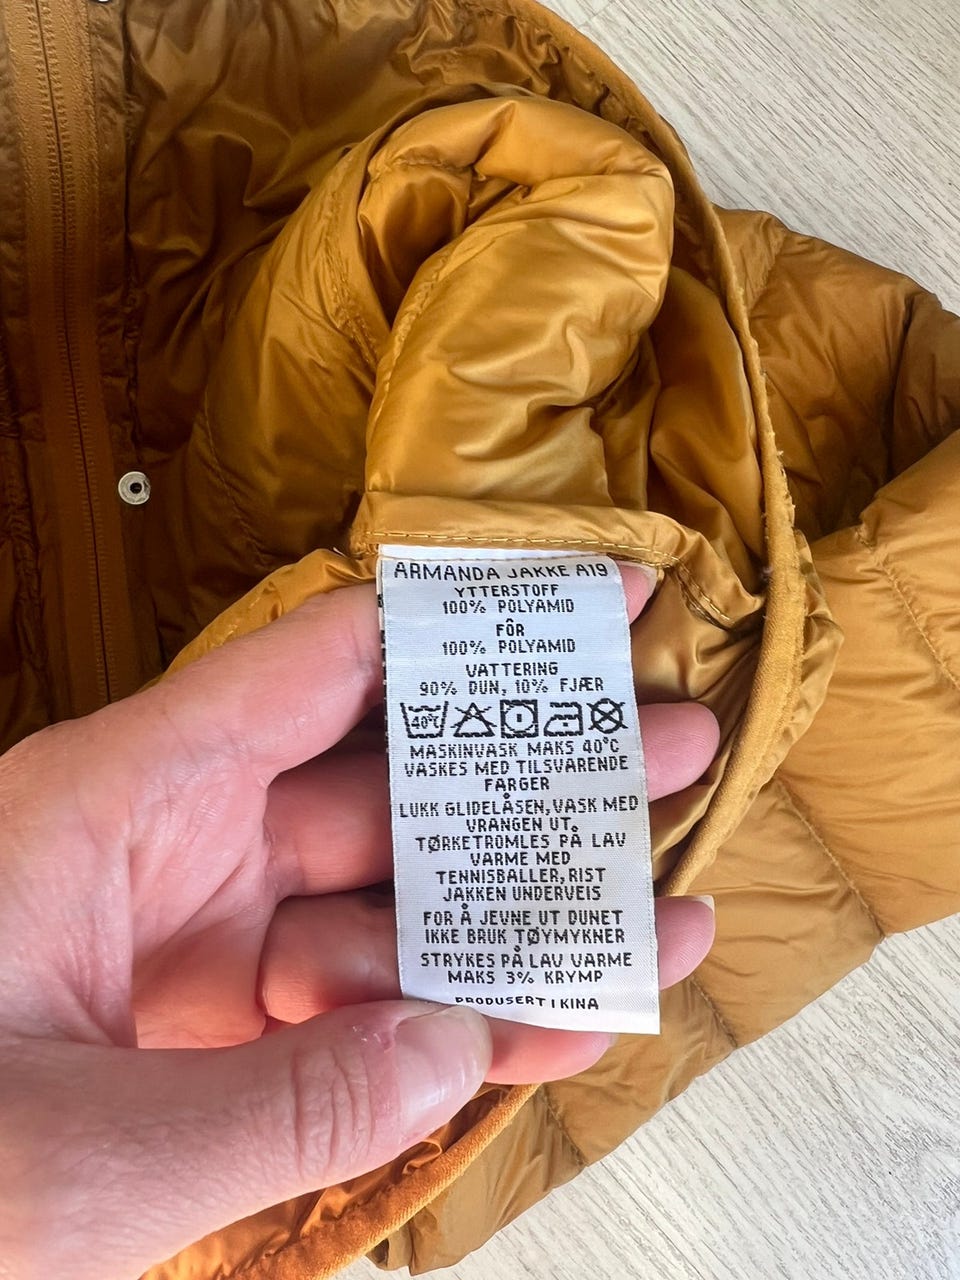 ARMANDA JAKKE A19
YTTERSTOFF
100% POLYAMID
FÔR
100% POLYAMID
VATTERING
90% DUN, 10% FJÆR
40°C
MASKINVASK MAKS 40°C
VASKES MED TILSVARENDE
FARGER
LUKK GLIDELÅSEN, VASK MED
VRANGEN UT.
TØRKETROMLES PÅ LAV
VARME MED
TENNISBALLER, RIST
JAKKEN UNDERVEIS
FOR Å JEVNE UT DUNET
IKKE BRUK TØYMYKNER
STRYKES PÅ LAV VARME
MAKS 3% KRYMP
PRODUSERT I KINA